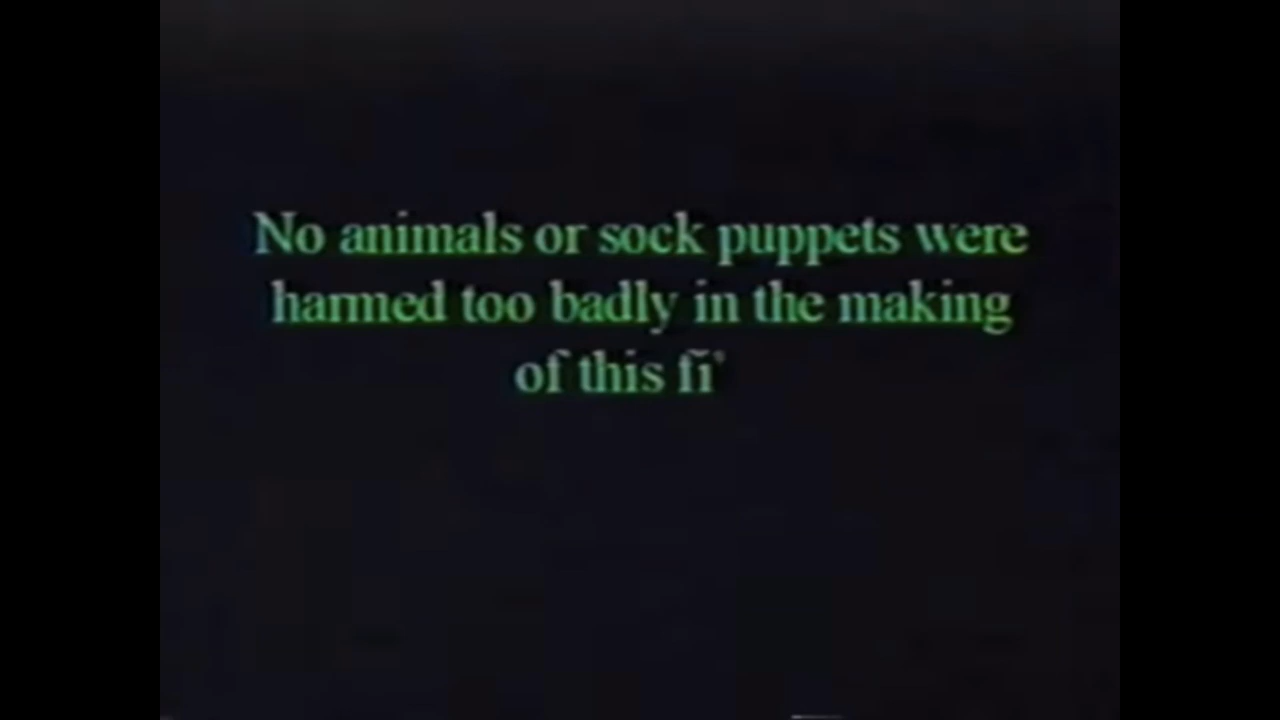 No animals or sock puppets were
harmed too badly in the making
of this fi